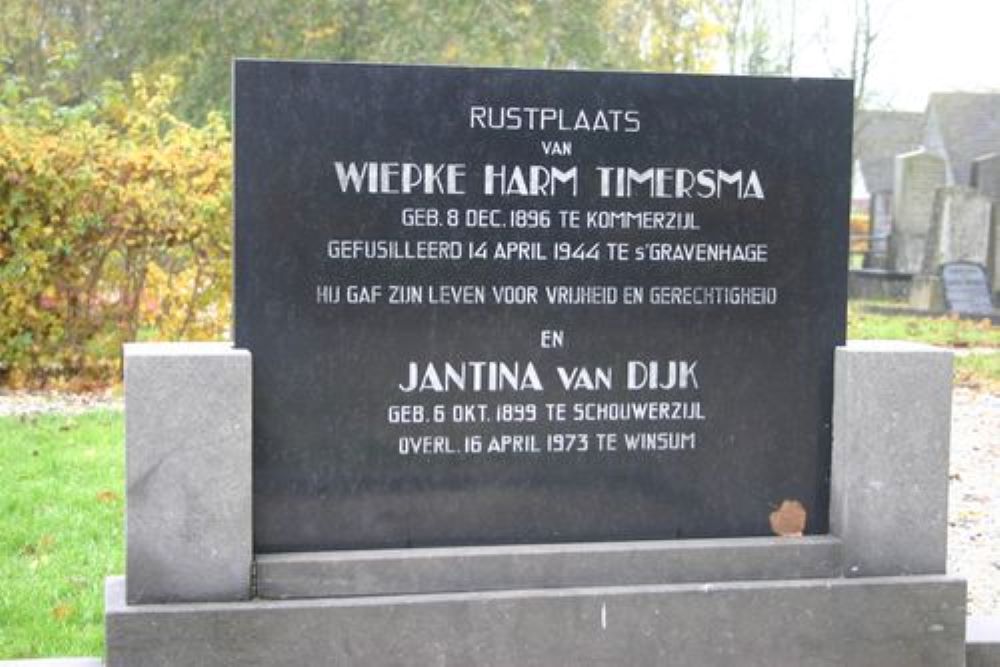 RUSTPLAATS
VAN
WIEPKE HARM TIMERSMA
GEB. 8 DEC. 1896 TE KOMMERZIJL
GEFUSILLEERD 14 APRIL 1944 TE s'GRAVENHAGE
HIJ GAF ZIJN LEVEN VOOR VRIJHEID EN GERECHTIGHEID
EN
JANTINA VAN DIJK
GEB. 6 OKT. 1899 TE SCHOUWERZIJL
OVERL. 16 APRIL 1973 TE WINSUM